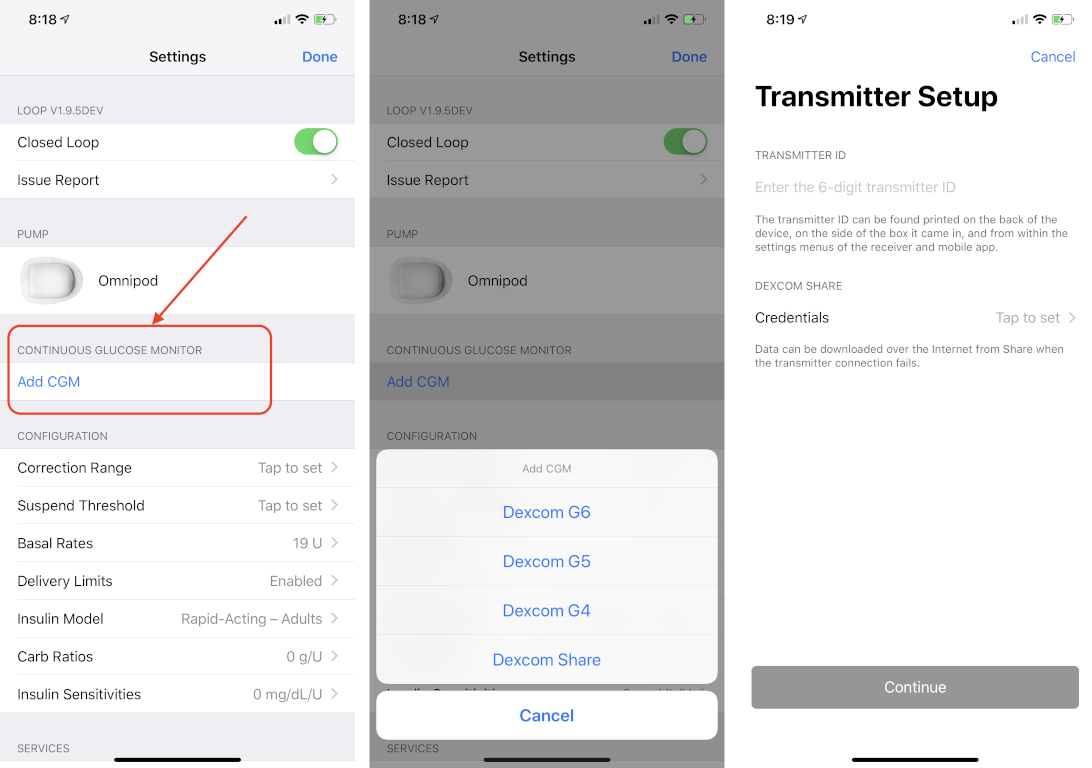 8:18
Settings
Done
LOOP V1.9.5DEV
Closed Loop
Issue Report
PUMP
Omnipod
CONTINUOUS GLUCOSE MONITOR
Add CGM
CONFIGURATION
Correction Range Tap to set
Suspend Threshold Tap to set
Basal Rates 19 U
Delivery Limits Enabled
Insulin Model Rapid-Acting – Adults
Carb Ratios 0 g/U
Insulin Sensitivities 0 mg/dL/U
SERVICES
8:18
Settings
Done
LOOP V1.9.5DEV
Closed Loop
Issue Report
PUMP
Omnipod
CONTINUOUS GLUCOSE MONITOR
Add CGM
CONFIGURATION
Add CGM
Dexcom G6
Dexcom G5
Dexcom G4
Dexcom Share
Cancel
SERVICES
8:19
Cancel
Transmitter Setup
TRANSMITTER ID
Enter the 6-digit transmitter ID
The transmitter ID can be found printed on the back of the
device, on the side of the box it came in, and from within the
settings menus of the receiver and mobile app.
DEXCOM SHARE
Credentials Tap to set
Data can be downloaded over the Internet from Share when
the transmitter connection fails.
Continue